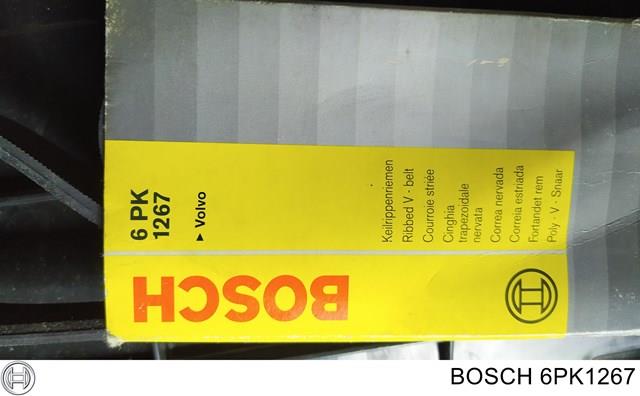 6 PK
1267
► Volvo
Keilrippenriemen
Ribbed V - belt
Courroie striée
Cinghia
trapezoidale
nervata
Correa nervada
Correia estriada
Fortandet rem
Poly - V - Snaar
BOSCH
BOSCH 6PK1267